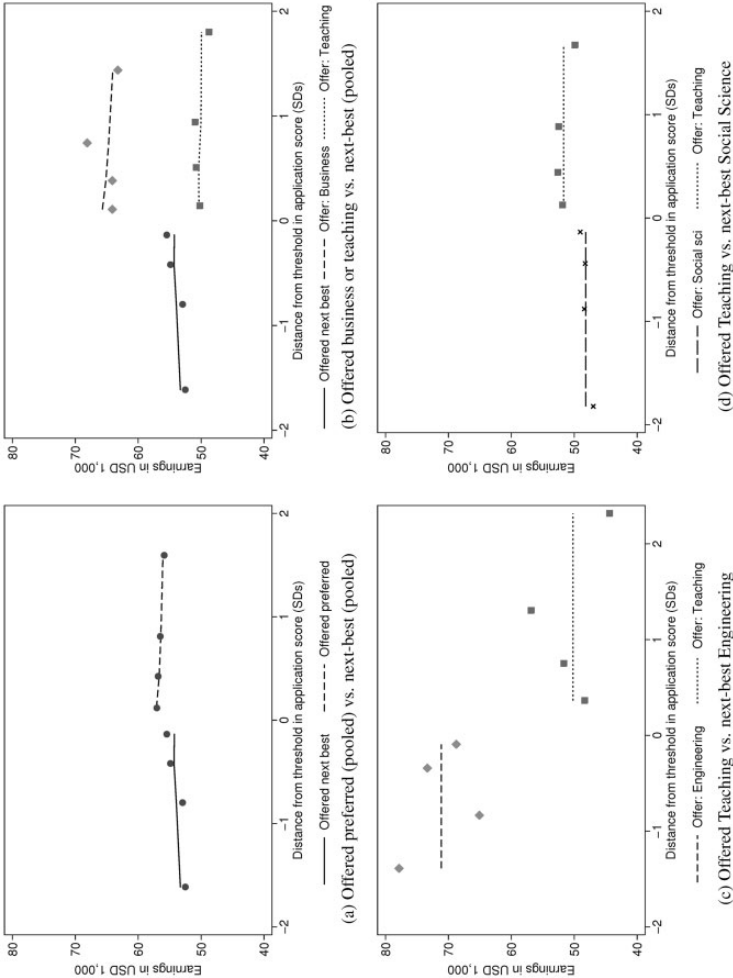 80
70
60
50
40
Earnings in USD 1,000
-2
-1
0
1
2
Distance from threshold in application score (SDs)
Offered next best
Offered preferred
(a) Offered preferred (pooled) vs. next-best (pooled)
80
70
60
50
40
Earnings in USD 1,000
-2
-1
0
1
2
Distance from threshold in application score (SDs)
Offered next best
Offer: Business
Offer: Teaching
(b) Offered business or teaching vs. next-best (pooled)
80
70
60
50
40
Earnings in USD 1,000
-2
-1
0
1
2
Distance from threshold in application score (SDs)
Offer: Engineering
Offer: Teaching
(c) Offered Teaching vs. next-best Engineering
80
70
60
50
40
Earnings in USD 1,000
-2
-1
0
1
2
Distance from threshold in application score (SDs)
Offer: Social sci
Offer: Teaching
(d) Offered Teaching vs. next-best Social Science